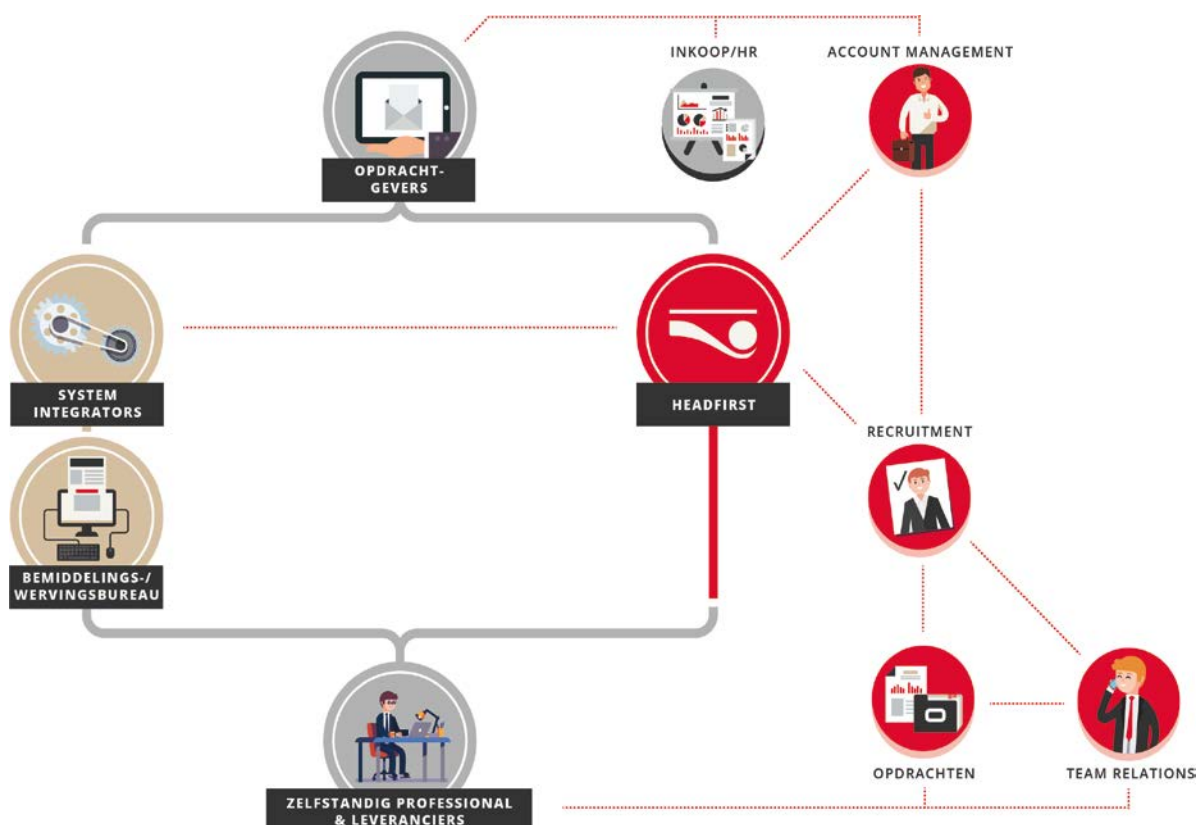 INKOOP/HR
ACCOUNT MANAGEMENT
OPDRACHT-
GEVERS
SYSTEM
INTEGRATORS
HEADFIRST
RECRUITMENT
BEMIDDELINGS-/
WERVINGSBUREAU
OPDRACHTEN
TEAM RELATIONS
ZELFSTANDIG PROFESSIONAL
& LEVERANCIERS